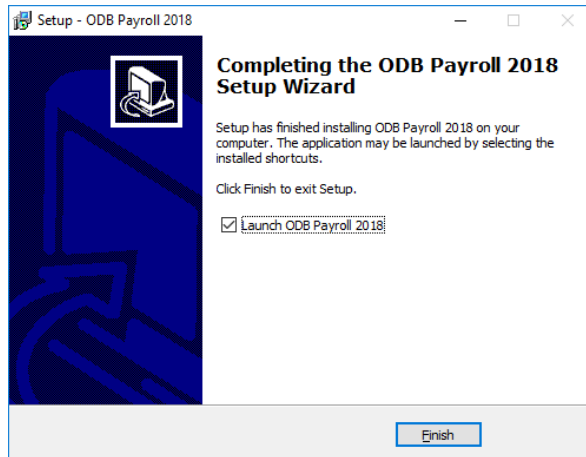 Setup - ODB Payroll 2018
Completing the ODB Payroll 2018
Setup Wizard
Setup has finished installing ODB Payroll 2018 on your
computer. The application may be launched by selecting the
installed shortcuts.
Click Finish to exit Setup.
Launch ODB Payroll 2018
Finish